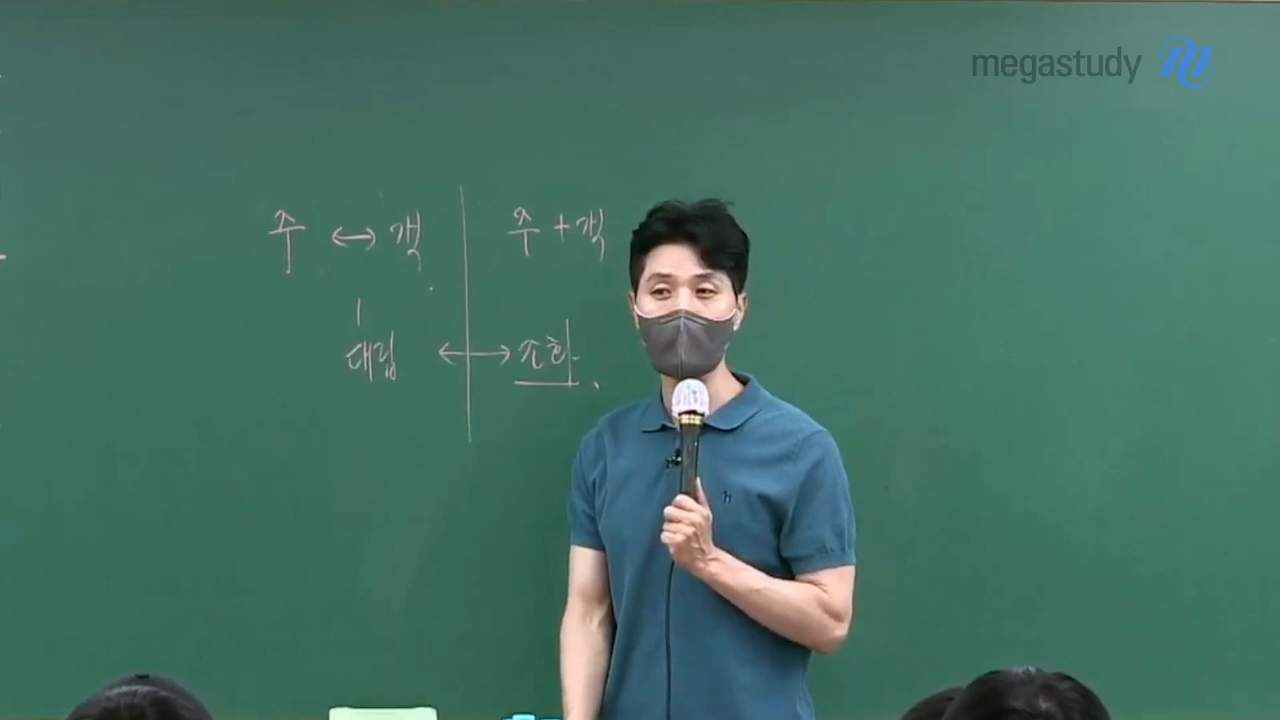 megastudy
주 ↔ 객 | 주 + 객
대립 ↔ 조화